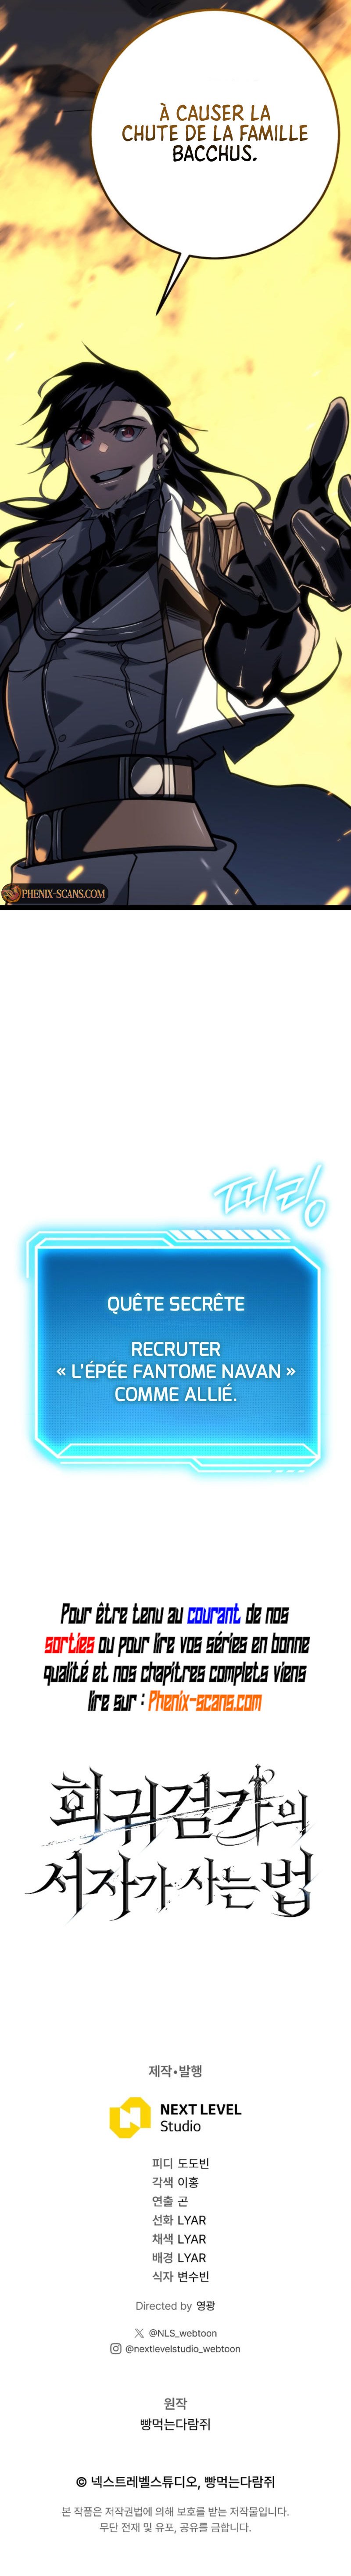 À CAUSER LA
CHUTE DE LA FAMILLE
BACCHUS.
PHENIX-SCANS.COM
띠링
QUÊTE SECRÊTE
RECRUTER
« L'ÉPÉE FANTOME NAVAN »
COMME ALLIÉ.
Pour être tenu au courant de nos
sorties ou pour lire vos séries en bonne
qualité et nos chapitres complets viens
lire sur : Phenix-scans.com
회귀검가의
서자가 사는 법
제작•발행
NEXT LEVEL
Studio
피디 도도빈
각색 이홍
연출 곤
선화 LYAR
채색 LYAR
배경 LYAR
식자 변수빈
Directed by 영광
@NLS_webtoon
@nextlevelstudio_webtoon
원작
빵먹는다람쥐
© 넥스트레벨스튜디오, 빵먹는다람쥐
본 작품은 저작권법에 의해 보호를 받는 저작물입니다.
무단 전재 및 유포, 공유를 금합니다.